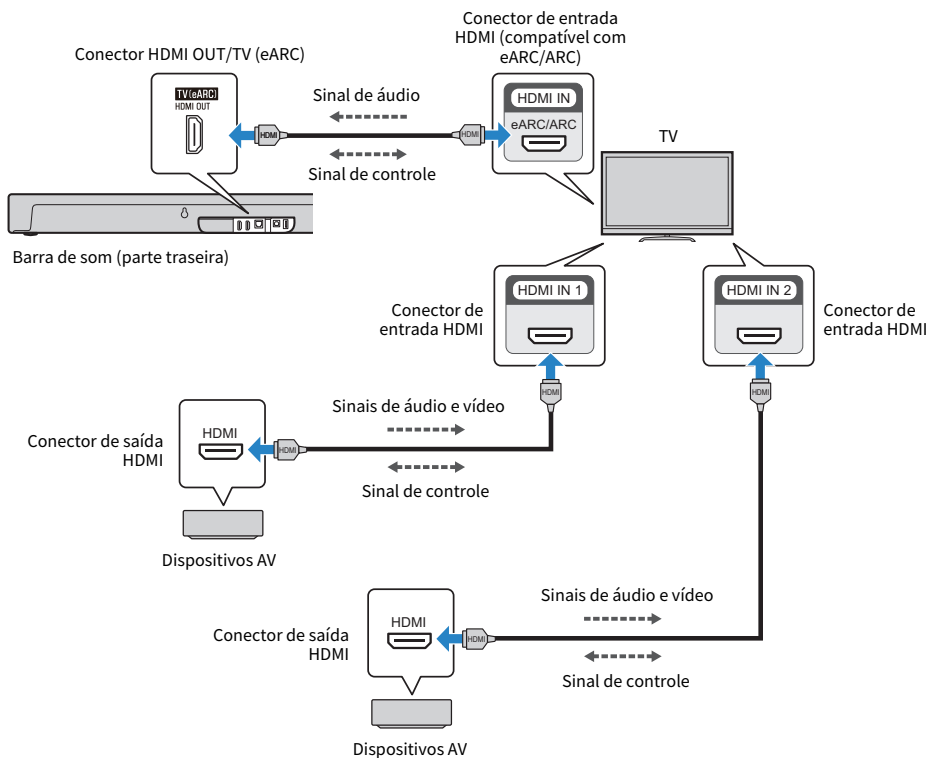 Conector de entrada
HDMI (compatível com
eARC/ARC)
Conector HDMI OUT/TV (eARC)
TV(eARC)
HDMI OUT
HDMI
Sinal de áudio
Sinal de controle
HDMI
HDMI IN
eARC/ARC
TV
Barra de som (parte traseira)
Conector de
entrada HDMI
HDMI IN 1
HDMI IN 2
Conector de
entrada HDMI
HDMI
HDMI
Conector de saída
HDMI
HDMI
HDMI
Sinais de áudio e vídeo
Sinal de controle
Dispositivos AV
Conector de saída
HDMI
HDMI
HDMI
Sinais de áudio e vídeo
Sinal de controle
Dispositivos AV